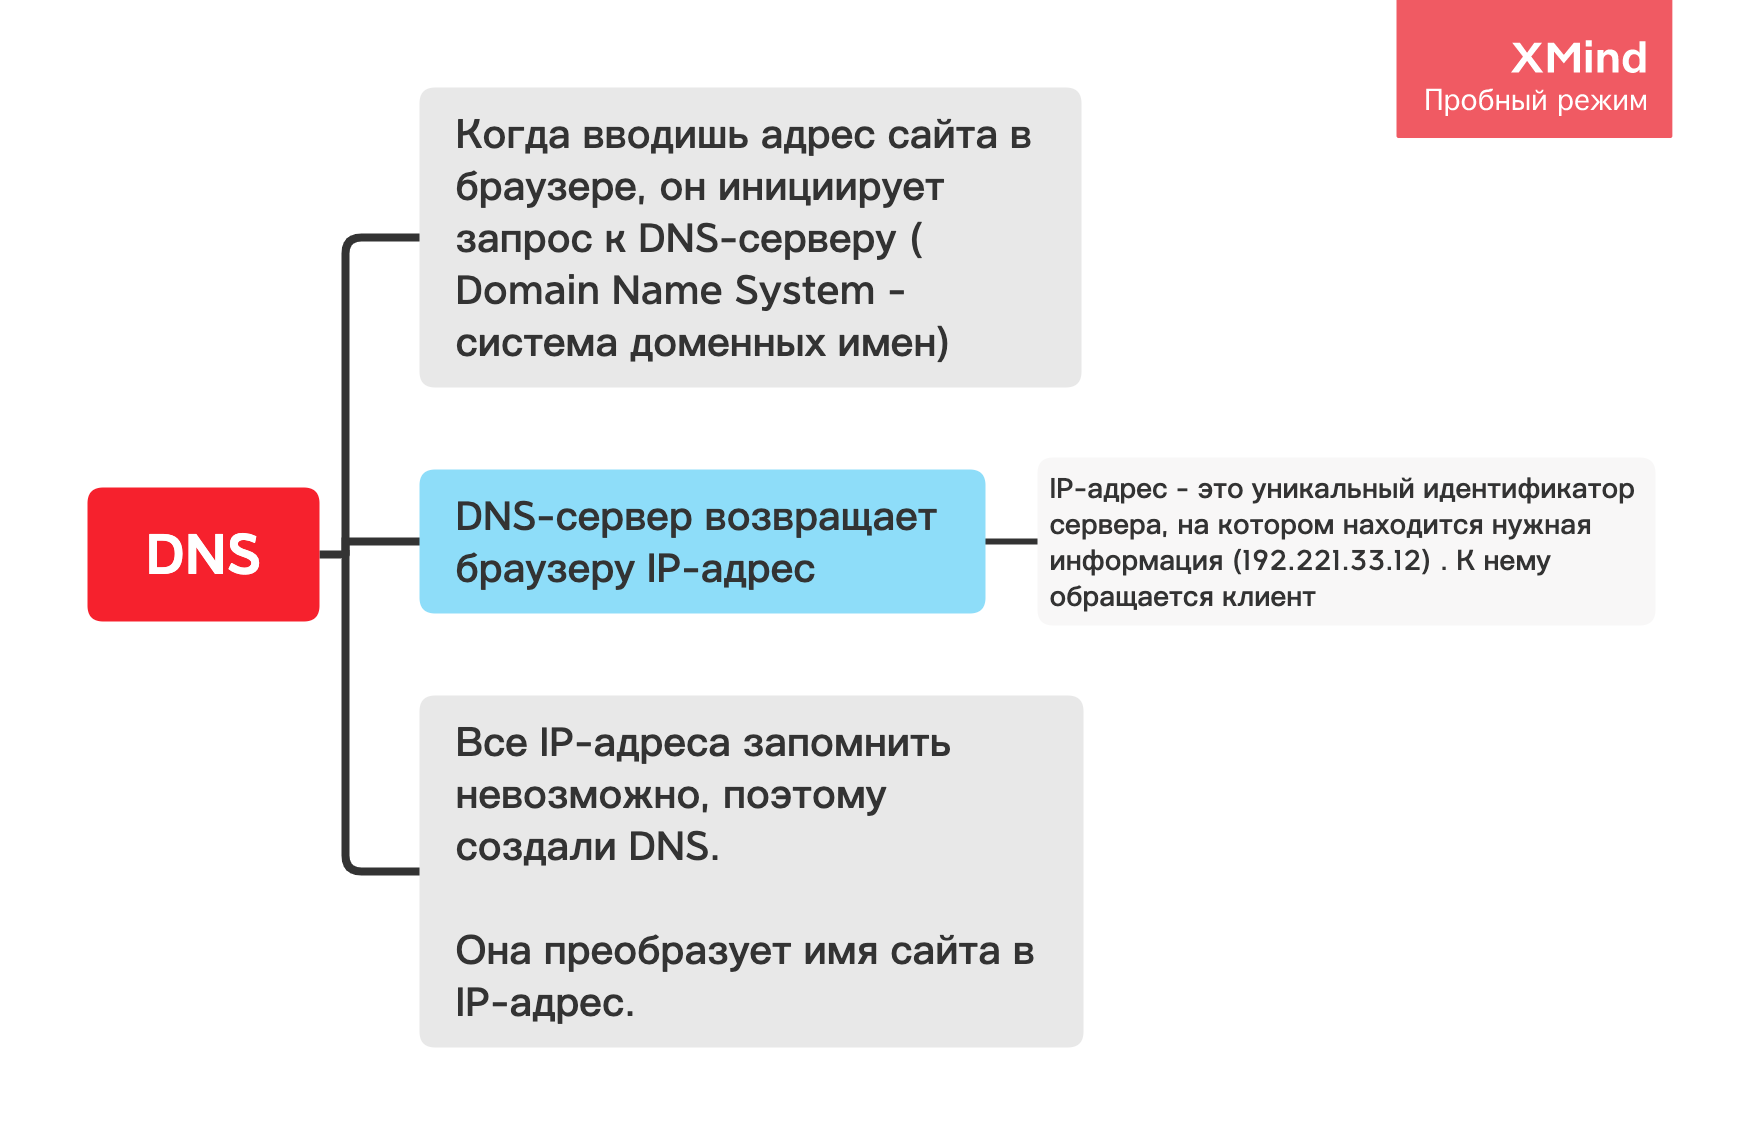 XMind
Пробный режим
Когда вводишь адрес сайта в
браузере, он инициирует
запрос к DNS-серверу (
Domain Name System -
система доменных имен)
DNS
DNS-сервер возвращает
браузеру IP-адрес
IP-адрес - это уникальный идентификатор
сервера, на котором находится нужная
информация (192.221.33.12) . К нему
обращается клиент
Все IP-адреса запомнить
невозможно, поэтому
создали DNS.
Она преобразует имя сайта в
IP-адрес.